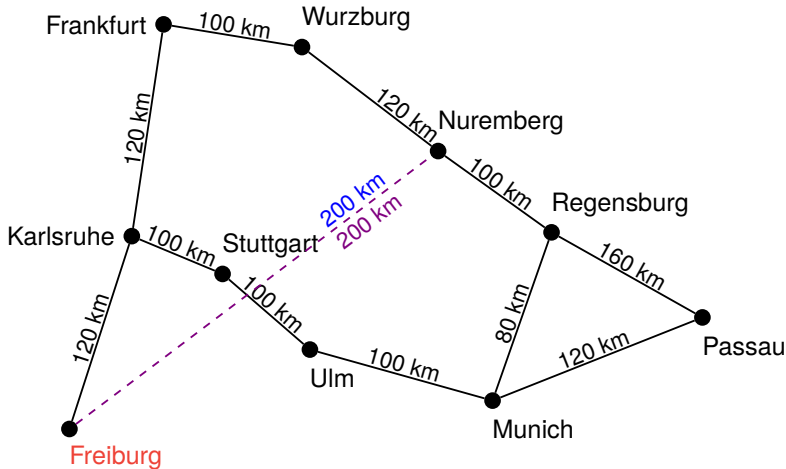 Frankfurt
100 km
Wurzburg
120 km
120 km
Nuremberg
100 km
200 km
200 km
Regensburg
Karlsruhe
100 km
Stuttgart
160 km
100 km
80 km
120 km
100 km
120 km
Passau
Ulm
Munich
Freiburg